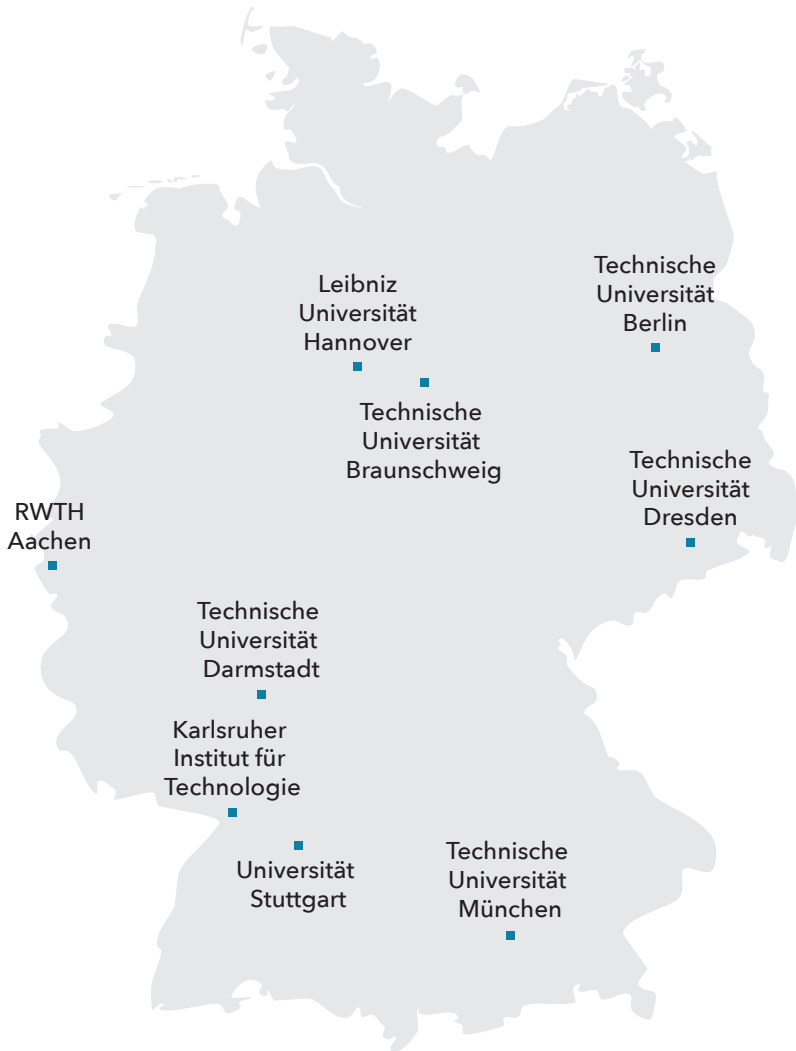 Technische
Universität
Berlin
Leibniz
Universität
Hannover
Technische
Universität
Braunschweig
Technische
Universität
Dresden
RWTH
Aachen
Technische
Universität
Darmstadt
Karlsruher
Institut für
Technologie
Universität
Stuttgart
Technische
Universität
München